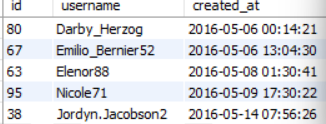 id username created_at
80 Darby_Herzog 2016-05-06 00:14:21
67 Emilio_Bernier52 2016-05-06 13:04:30
63 Elenor88 2016-05-08 01:30:41
95 Nicole71 2016-05-09 17:30:22
38 Jordyn.Jacobson2 2016-05-14 07:56:26